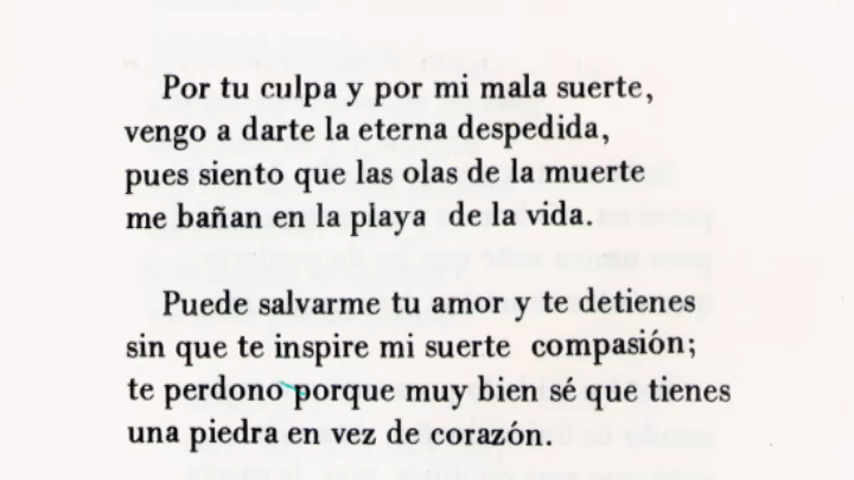 Por tu culpa y por mi mala suerte,
vengo a darte la eterna despedida,
pues siento que las olas de la muerte
me bañan en la playa de la vida.
Puede salvarme tu amor y te detienes
sin que te inspire mi suerte compasión;
te perdono porque muy bien sé que tienes
una piedra en vez de corazón.